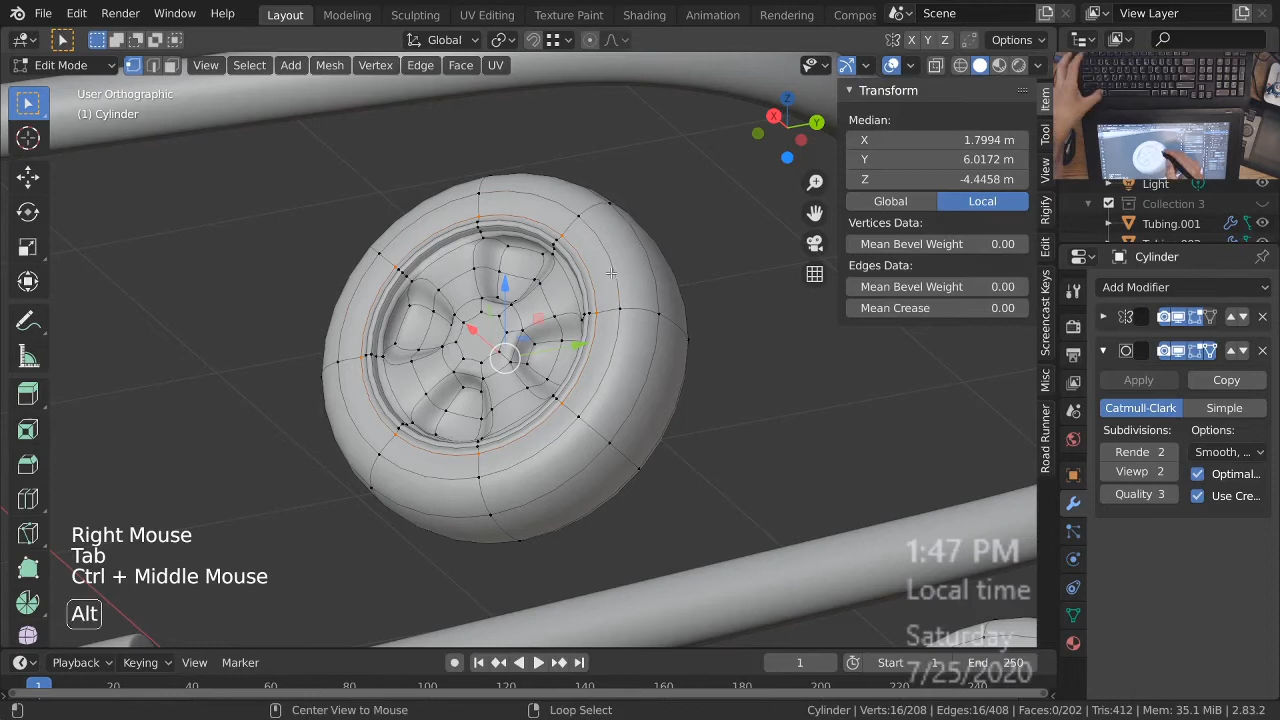 File Edit Render Window Help Layout Modeling Sculpting UV Editing Texture Paint Shading Animation Rendering Compos Scene View Layer
Global X Y Z Options
Edit Mode View Select Add Mesh Vertex Edge Face UV
User Orthographic
(1) Cylinder
Transform
Median:
X 1.7994 m
Y 6.0172 m
Z -4.4458 m
Global Local
Vertices Data:
Mean Bevel Weight 0.00
Edges Data:
Mean Bevel Weight 0.00
Mean Crease 0.00
Item
Tool
View
Rigify
Edit
Screencast Keys
Misc
Road Runner
Light
Collection 3
Tubing.001
Cylinder
Add Modifier
Apply Copy
Catmull-Clark Simple
Subdivisions: Options:
Rende 2 Smooth, ...
Viewp 2 Optimal...
Quality 3 Use Cre...
Right Mouse
Tab
Ctrl + Middle Mouse
Alt
1:47 PM
Local time
Saturday
7/25/2020
Playback Keying View Marker 1 Start 1 End 250
1 20 60 80 100 120 140 160 180 200 220 240
Center View to Mouse Loop Select Cylinder | Verts:16/208 | Edges:16/408 | Faces:0/202 | Tris:412 | Mem: 35.1 MiB | 2.83.2